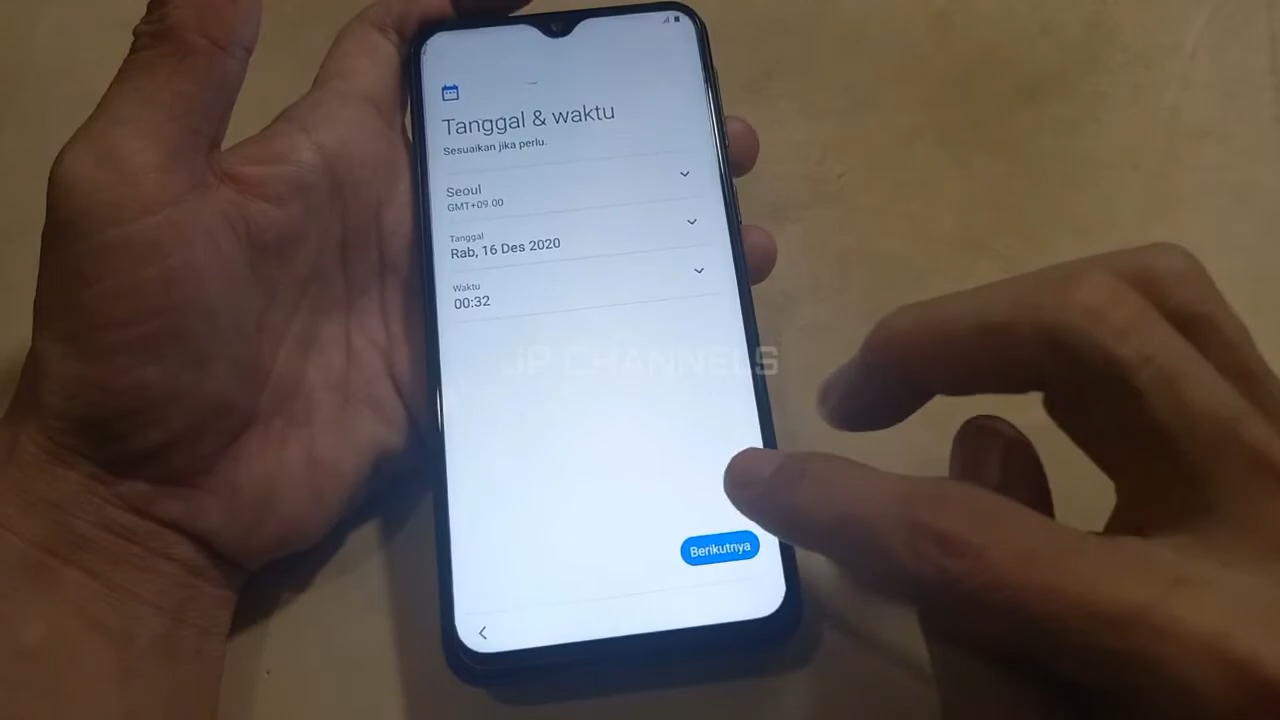 Tanggal & waktu
Sesuaikan jika perlu.
Seoul
GMT+09.00
Tanggal
Rab, 16 Des 2020
Waktu
00:32
JP CHANNELS
Berikutnya